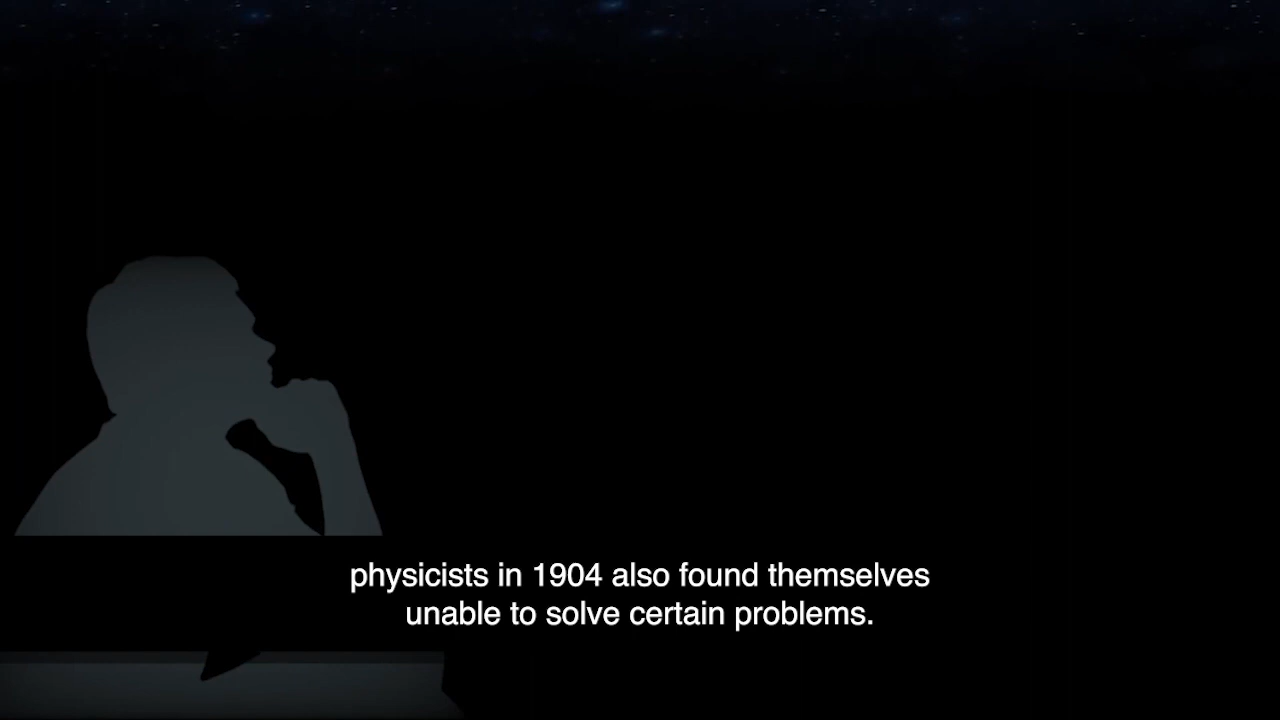 physicists in 1904 also found themselves
unable to solve certain problems.